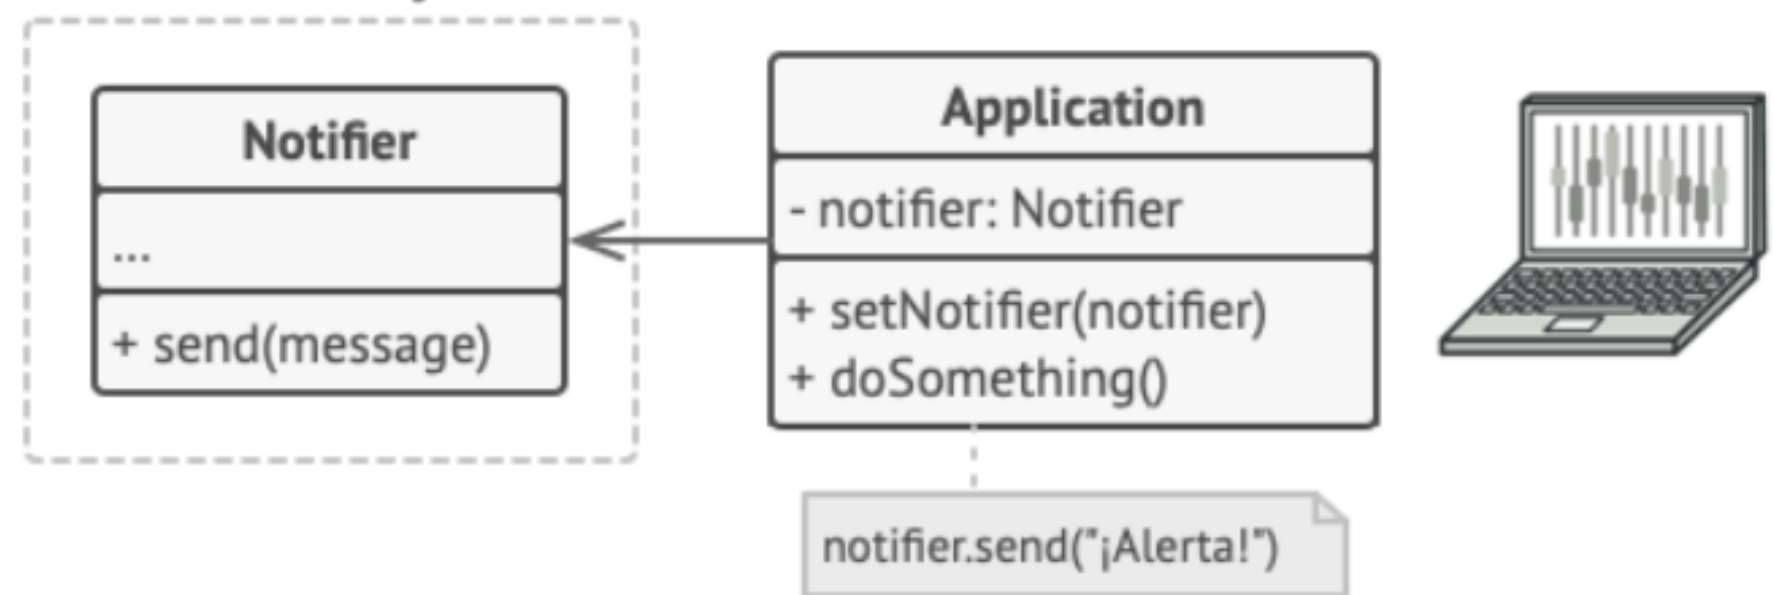 Notifier
...
+ send(message)
Application
- notifier: Notifier
+ setNotifier(notifier)
+ doSomething()
notifier.send("¡Alerta!")